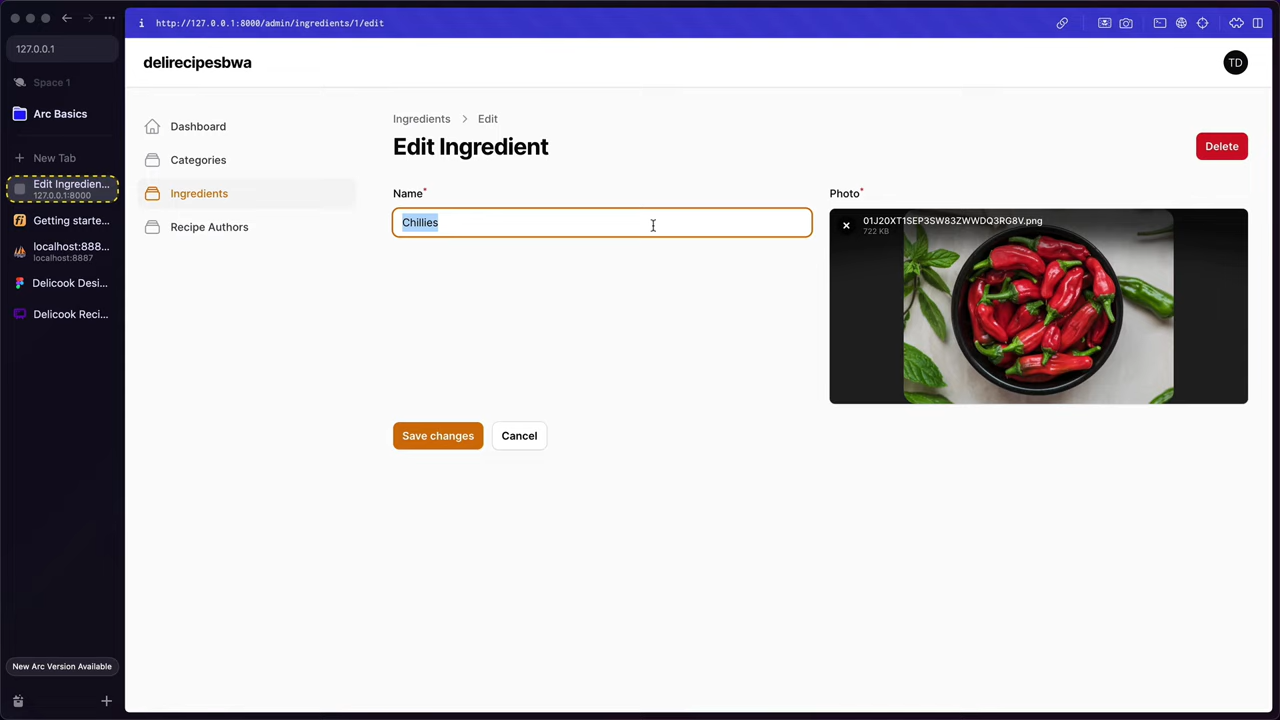 http://127.0.0.1:8000/admin/ingredients/1/edit
127.0.0.1
Space 1
Arc Basics
New Tab
Edit Ingredien...
127.0.0.1:8000
Getting starte...
localhost:888...
localhost:8887
Delicook Desi...
Delicook Reci...
New Arc Version Available
delirecipesbwa
TD
Dashboard
Categories
Ingredients
Recipe Authors
Ingredients > Edit
Edit Ingredient
Delete
Name*
Chillies
Photo*
01J20XT1SEP3SW83ZWWDQ3RG8V.png
722 KB
Save changes
Cancel